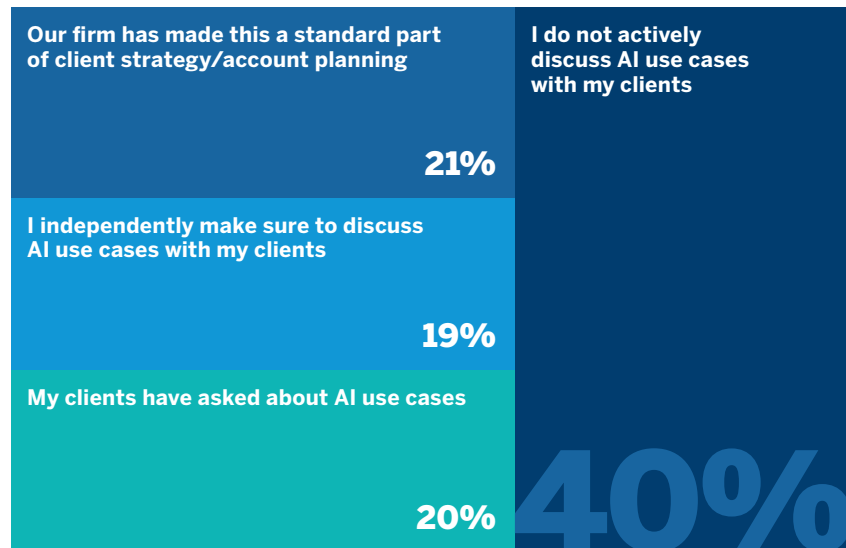 Our firm has made this a standard part
of client strategy/account planning
21%
I independently make sure to discuss
AI use cases with my clients
19%
My clients have asked about AI use cases
20%
I do not actively
discuss AI use cases
with my clients
40%